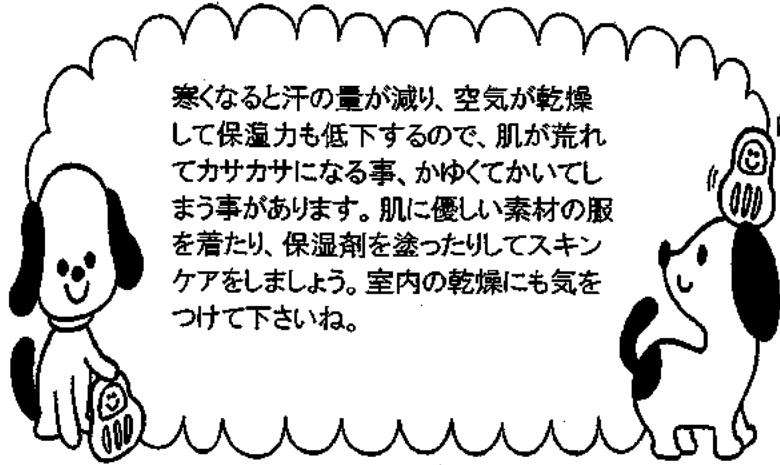 寒くなると汗の量が減り、空気が乾燥
して保湿力も低下するので、肌が荒れ
てカサカサになる事、かゆくてかいてし
まう事があります。肌に優しい素材の服
を着たり、保湿剤を塗ったりしてスキン
ケアをしましょう。室内の乾燥にも気を
つけて下さいね。